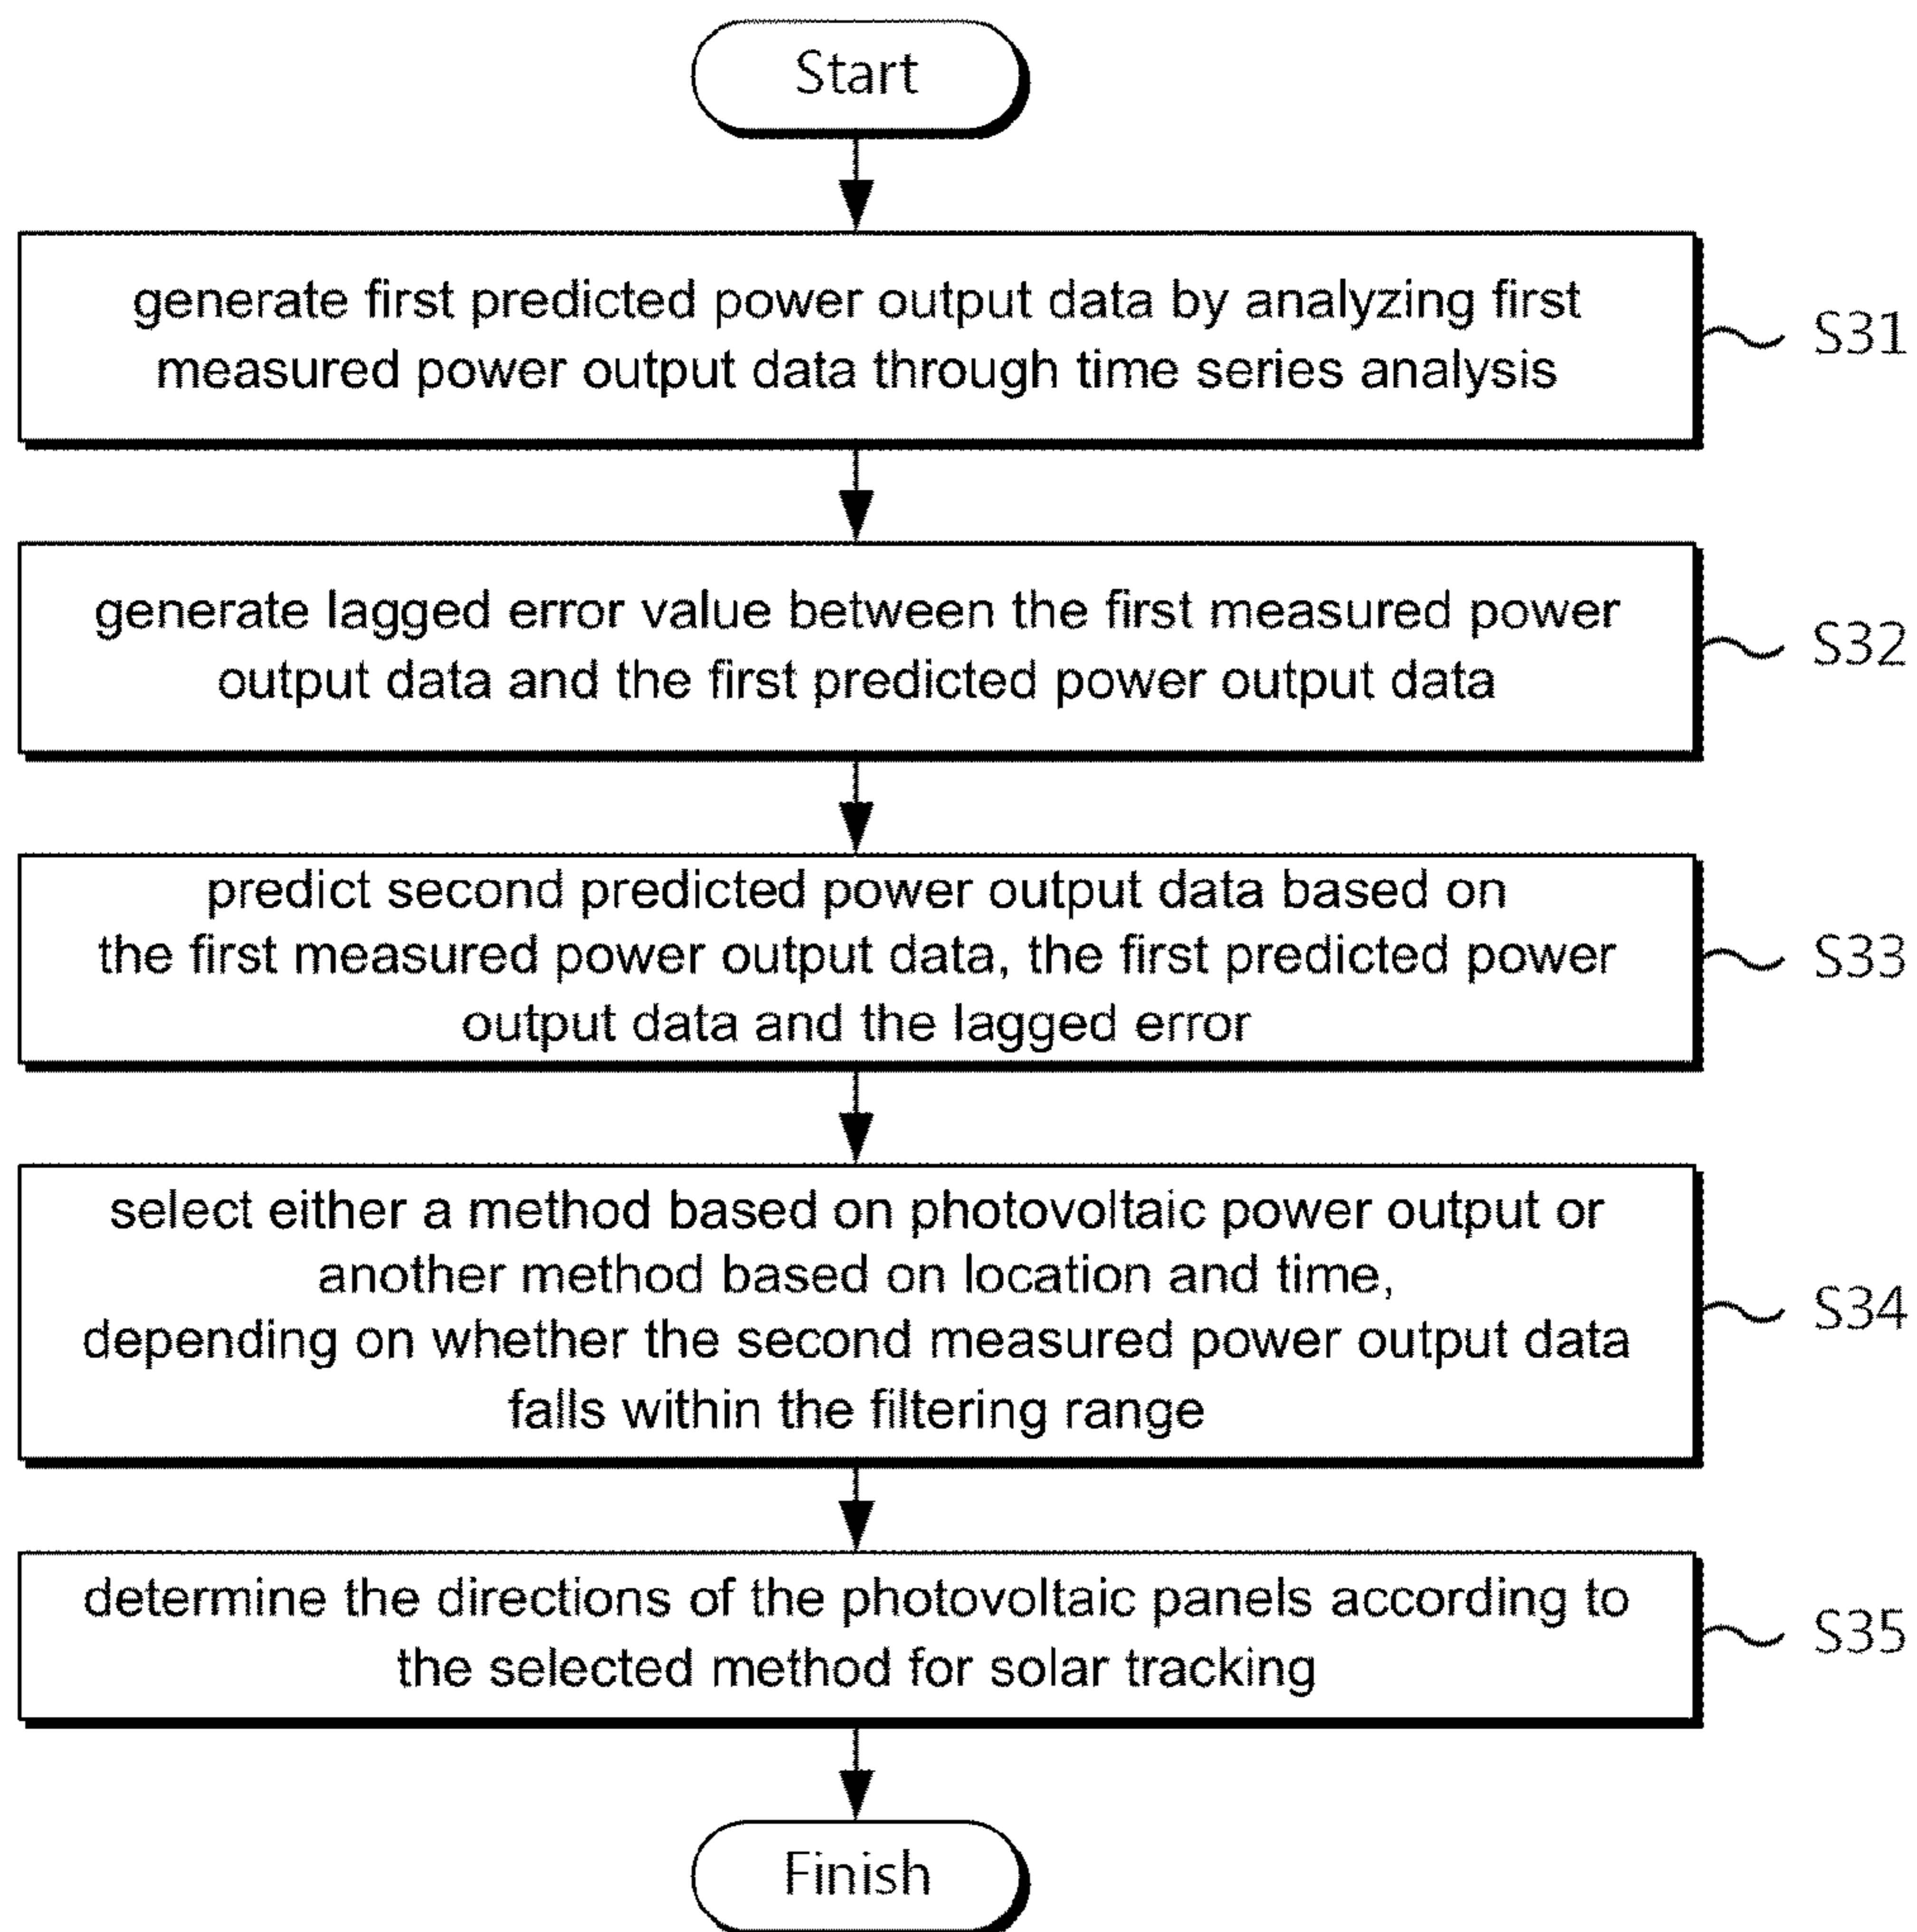 Start
generate first predicted power output data by analyzing first
measured power output data through time series analysis
S31
generate lagged error value between the first measured power
output data and the first predicted power output data
S32
predict second predicted power output data based on
the first measured power output data, the first predicted power
output data and the lagged error
S33
select either a method based on photovoltaic power output or
another method based on location and time,
depending on whether the second measured power output data
falls within the filtering range
S34
determine the directions of the photovoltaic panels according to
the selected method for solar tracking
S35
Finish